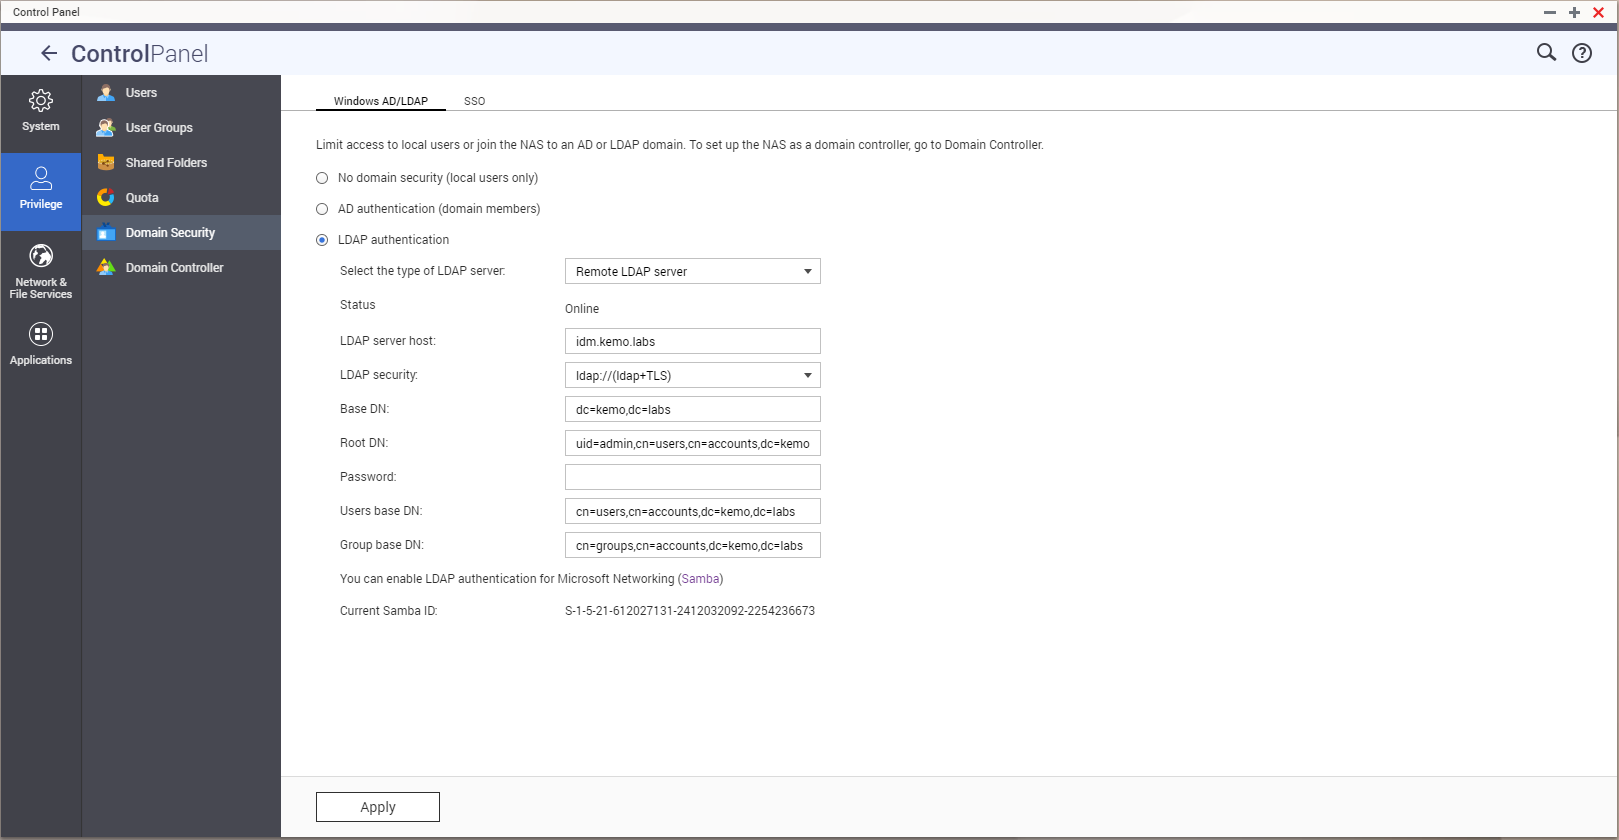 Control Panel
ControlPanel
System
Privilege
Network &
File Services
Applications
Users
User Groups
Shared Folders
Quota
Domain Security
Domain Controller
Windows AD/LDAP SSO
Limit access to local users or join the NAS to an AD or LDAP domain. To set up the NAS as a domain controller, go to Domain Controller.
No domain security (local users only)
AD authentication (domain members)
LDAP authentication
Select the type of LDAP server: Remote LDAP server
Status Online
LDAP server host: idm.kemo.labs
LDAP security: ldap://(ldap+TLS)
Base DN: dc=kemo,dc=labs
Root DN: uid=admin,cn=users,cn=accounts,dc=kemo
Password:
Users base DN: cn=users,cn=accounts,dc=kemo,dc=labs
Group base DN: cn=groups,cn=accounts,dc=kemo,dc=labs
You can enable LDAP authentication for Microsoft Networking (Samba)
Current Samba ID: S-1-5-21-612027131-2412032092-2254236673
Apply